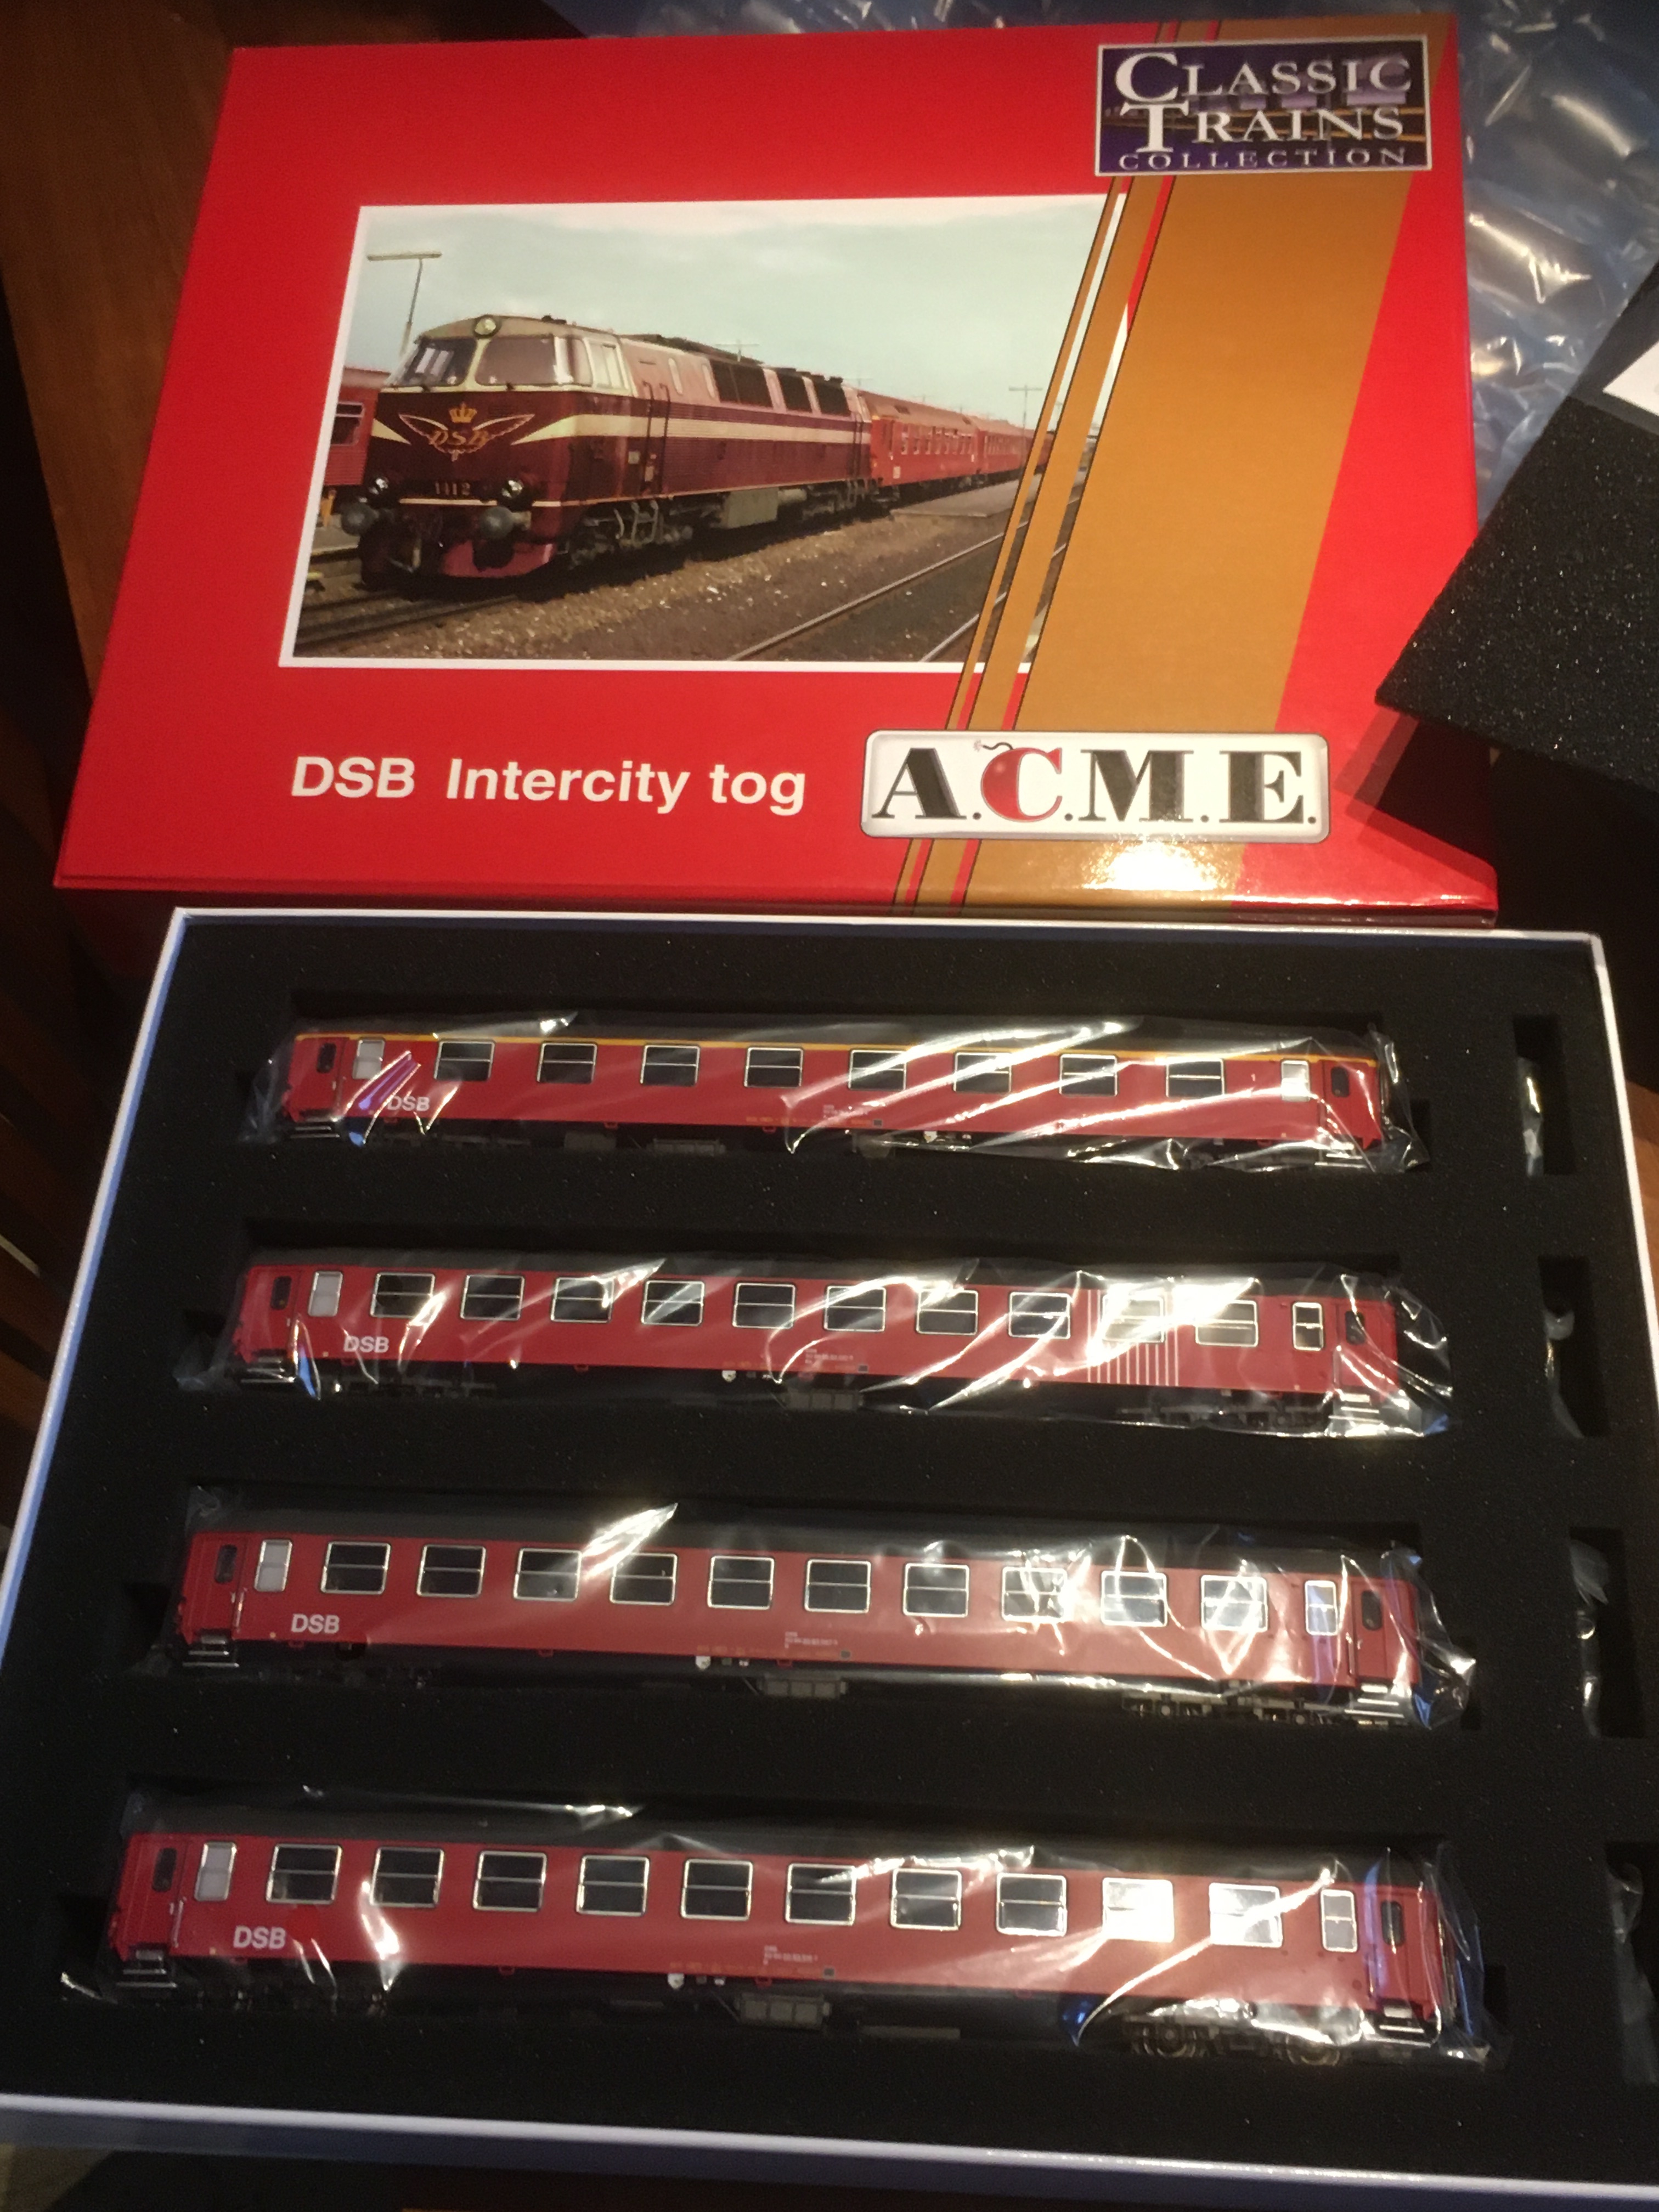 CLASSIC
TRAINS
COLLECTION
DSB
DSB Intercity tog
A.C.M.E.
DSB
DSB
DSB
DSB